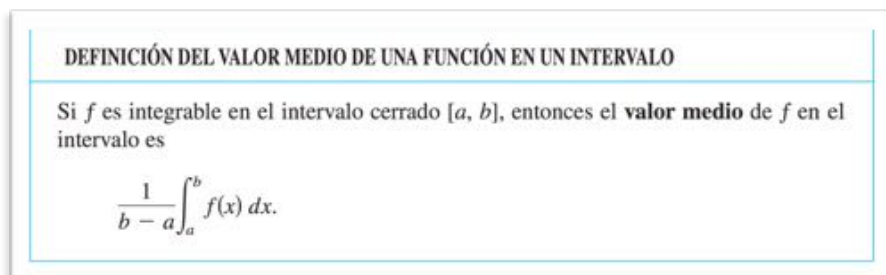 DEFINICIÓN DEL VALOR MEDIO DE UNA FUNCIÓN EN UN INTERVALO
Si f es integrable en el intervalo cerrado [a, b], entonces el valor medio de f en el
intervalo es
1/(b − a) ∫_a^b f(x) dx.